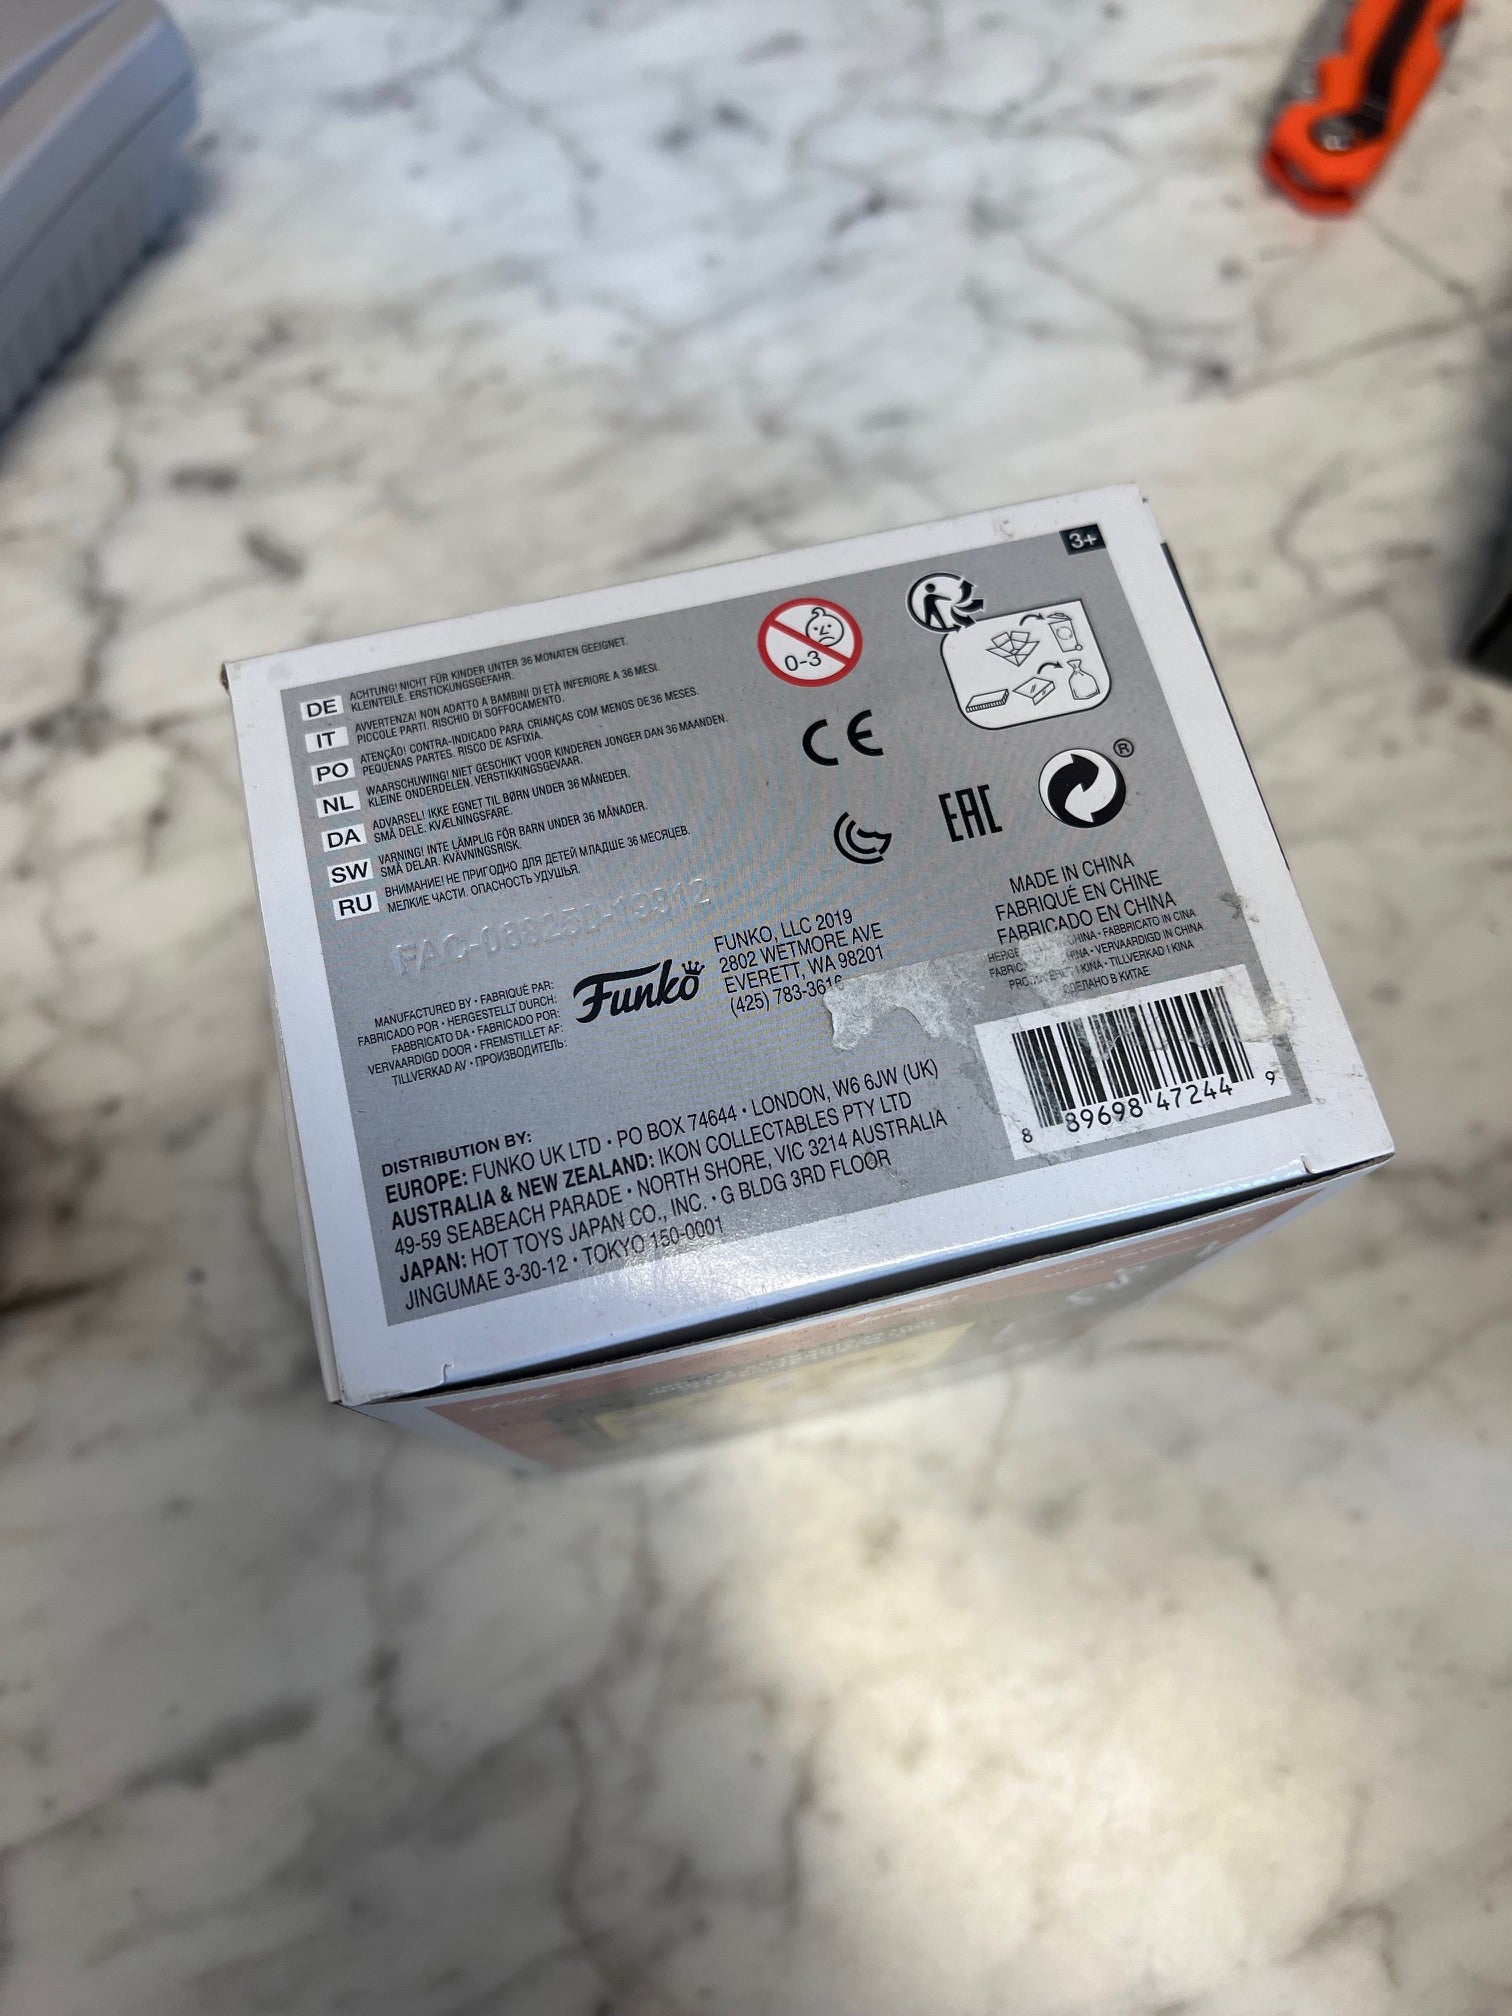 3+
DE ACHTUNG! NICHT FÜR KINDER UNTER 36 MONATEN GEEIGNET.
KLEINTEILE. ERSTICKUNGSGEFAHR.
IT AVVERTENZA! NON ADATTO A BAMBINI DI ETÀ INFERIORE A 36 MESI.
PICCOLE PARTI. RISCHIO DI SOFFOCAMENTO.
PO ATENÇÃO! CONTRA-INDICADO PARA CRIANÇAS COM MENOS DE 36 MESES.
PEQUENAS PARTES. RISCO DE ASFIXIA.
NL WAARSCHUWING! NIET GESCHIKT VOOR KINDEREN JONGER DAN 36 MAANDEN.
KLEINE ONDERDELEN. VERSTIKKINGSGEVAAR.
DA ADVARSEL! IKKE EGNET TIL BØRN UNDER 36 MÅNEDER.
SMÅ DELE. KVÆLNINGSFARE.
SW VARNING! INTE LÄMPLIG FÖR BARN UNDER 36 MÅNADER.
SMÅ DELAR. KVÄVNINGSRISK.
RU ВНИМАНИЕ! НЕ ПРИГОДНО ДЛЯ ДЕТЕЙ МЛАДШЕ 36 МЕСЯЦЕВ.
МЕЛКИЕ ЧАСТИ. ОПАСНОСТЬ УДУШЬЯ.
0-3
CE
EAC
®
MANUFACTURED BY • FABRIQUÉ PAR:
FABRICADO POR • HERGESTELLT DURCH:
FABBRICATO DA • FABRICADO POR:
VERVAARDIGD DOOR • FREMSTILLET AF:
TILLVERKAD AV • ПРОИЗВОДИТЕЛЬ:
Funko
FUNKO, LLC 2019
2802 WETMORE AVE
EVERETT, WA 98201
(425) 783-3616
MADE IN CHINA
FABRIQUÉ EN CHINE
FABRICADO EN CHINA
CHINA • FABBRICATO IN CINA
VERVAARDIGD IN CHINA
I KINA • TILLVERKAD I KINA
СДЕЛАНО В КИТАЕ
DISTRIBUTION BY:
EUROPE: FUNKO UK LTD • PO BOX 74644 • LONDON, W6 6JW (UK)
AUSTRALIA & NEW ZEALAND: IKON COLLECTABLES PTY LTD
49-59 SEABEACH PARADE • NORTH SHORE, VIC 3214 AUSTRALIA
JAPAN: HOT TOYS JAPAN CO., INC. • G BLDG 3RD FLOOR
JINGUMAE 3-30-12 • TOKYO 150-0001
8 89698 47244 9